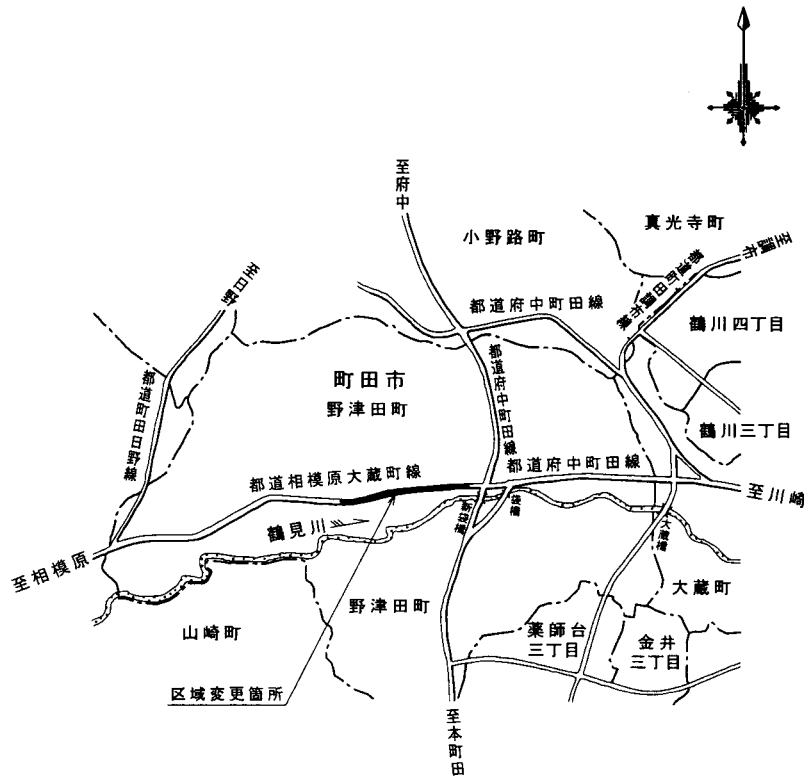 至府中
小野路町
真光寺町
至調布
都道町田調布線
至日野
都道府中町田線
鶴川四丁目
都道町田日野線
町田市
野津田町
都道府中町田線
鶴川三丁目
都道相模原大蔵町線
都道府中町田線
至川崎
鶴見川
新袋橋
袋橋
大蔵橋
至相模原
大蔵町
山崎町
野津田町
薬師台
三丁目
金井
三丁目
区域変更箇所
至本町田